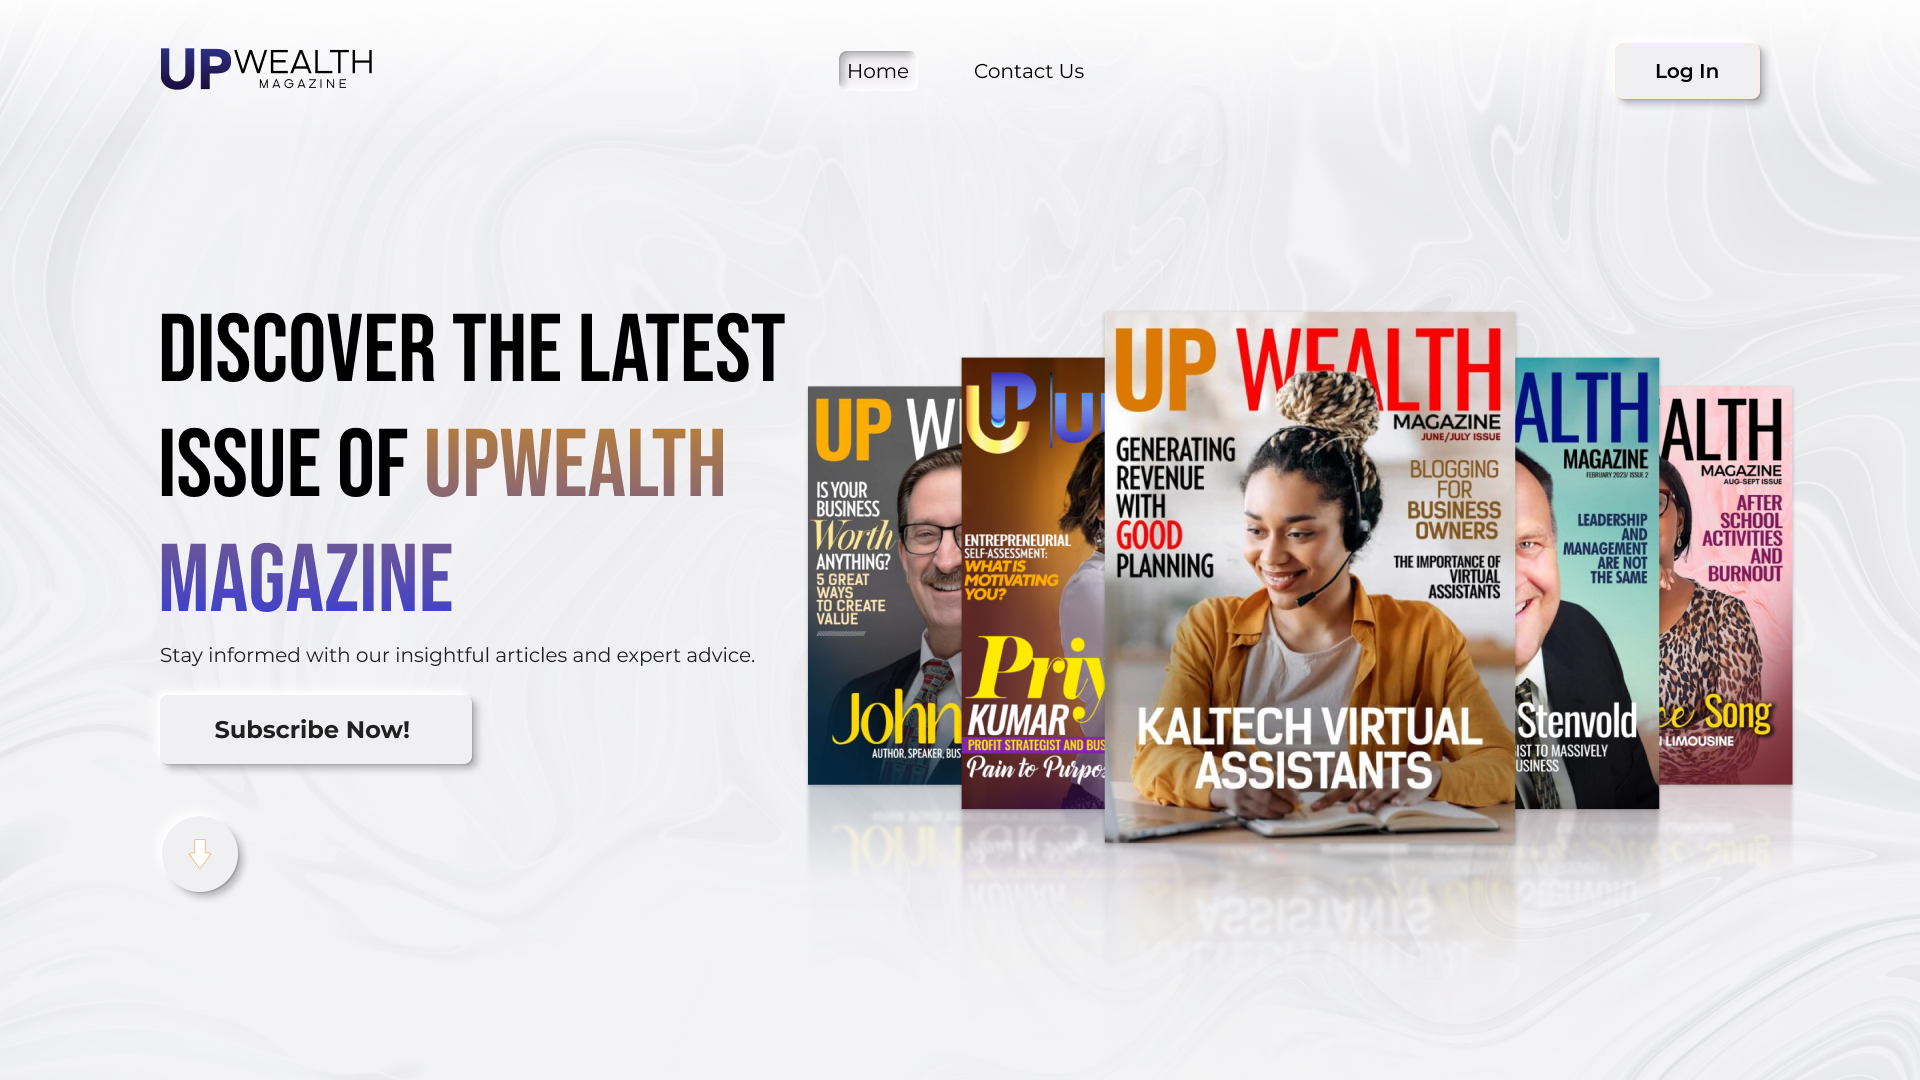 UPWEALTH
MAGAZINE
Home
Contact Us
Log In
DISCOVER THE LATEST
ISSUE OF UPWEALTH
MAGAZINE
Stay informed with our insightful articles and expert advice.
Subscribe Now!
UP WE
IS YOUR
BUSINESS
Worth
ANYTHING?
5 GREAT
WAYS
TO CREATE
VALUE
John
AUTHOR, SPEAKER, BUS
UP U
ENTREPRENEURIAL
SELF-ASSESSMENT:
WHAT IS
MOTIVATING
YOU?
Priy
KUMAR
PROFIT STRATEGIST AND BUS
Pain to Purpos
UP WEALTH
MAGAZINE
JUNE/JULY ISSUE
GENERATING
REVENUE
WITH
GOOD
PLANNING
BLOGGING
FOR
BUSINESS
OWNERS
THE IMPORTANCE OF
VIRTUAL
ASSISTANTS
KALTECH VIRTUAL
ASSISTANTS
ALTH
MAGAZINE
FEBRUARY 2023/ ISSUE 2
LEADERSHIP
AND
MANAGEMENT
ARE NOT
THE SAME
Stenvold
IST TO MASSIVELY
USINESS
ALTH
MAGAZINE
AUG-SEPT ISSUE
AFTER
SCHOOL
ACTIVITIES
AND
BURNOUT
ce Song
N LIMOUSINE